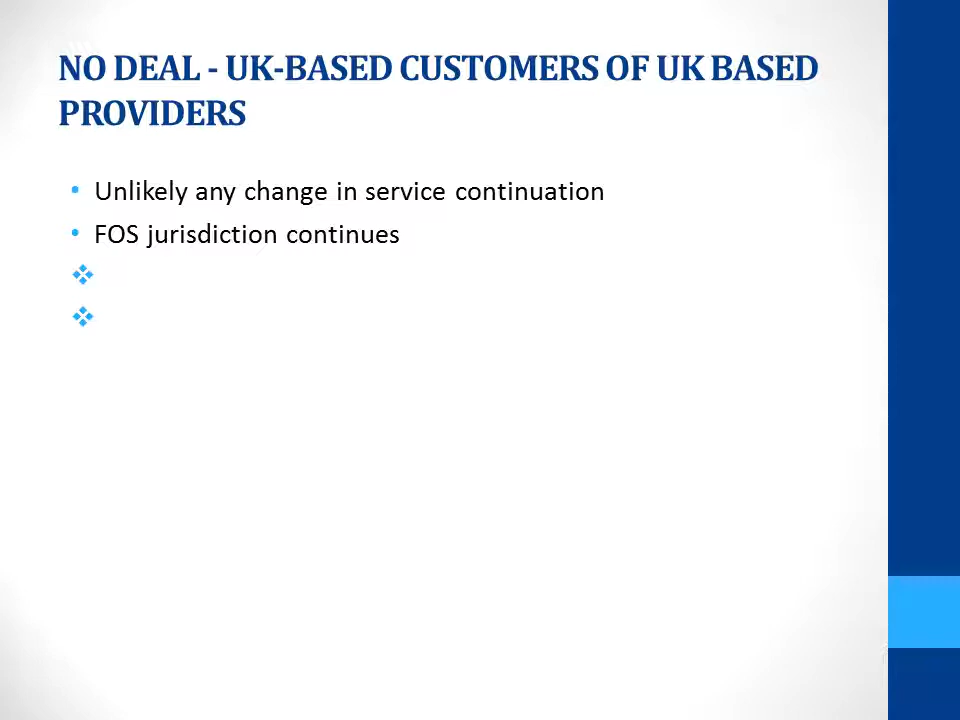 NO DEAL - UK-BASED CUSTOMERS OF UK BASED
PROVIDERS
• Unlikely any change in service continuation
• FOS jurisdiction continues
❖
❖